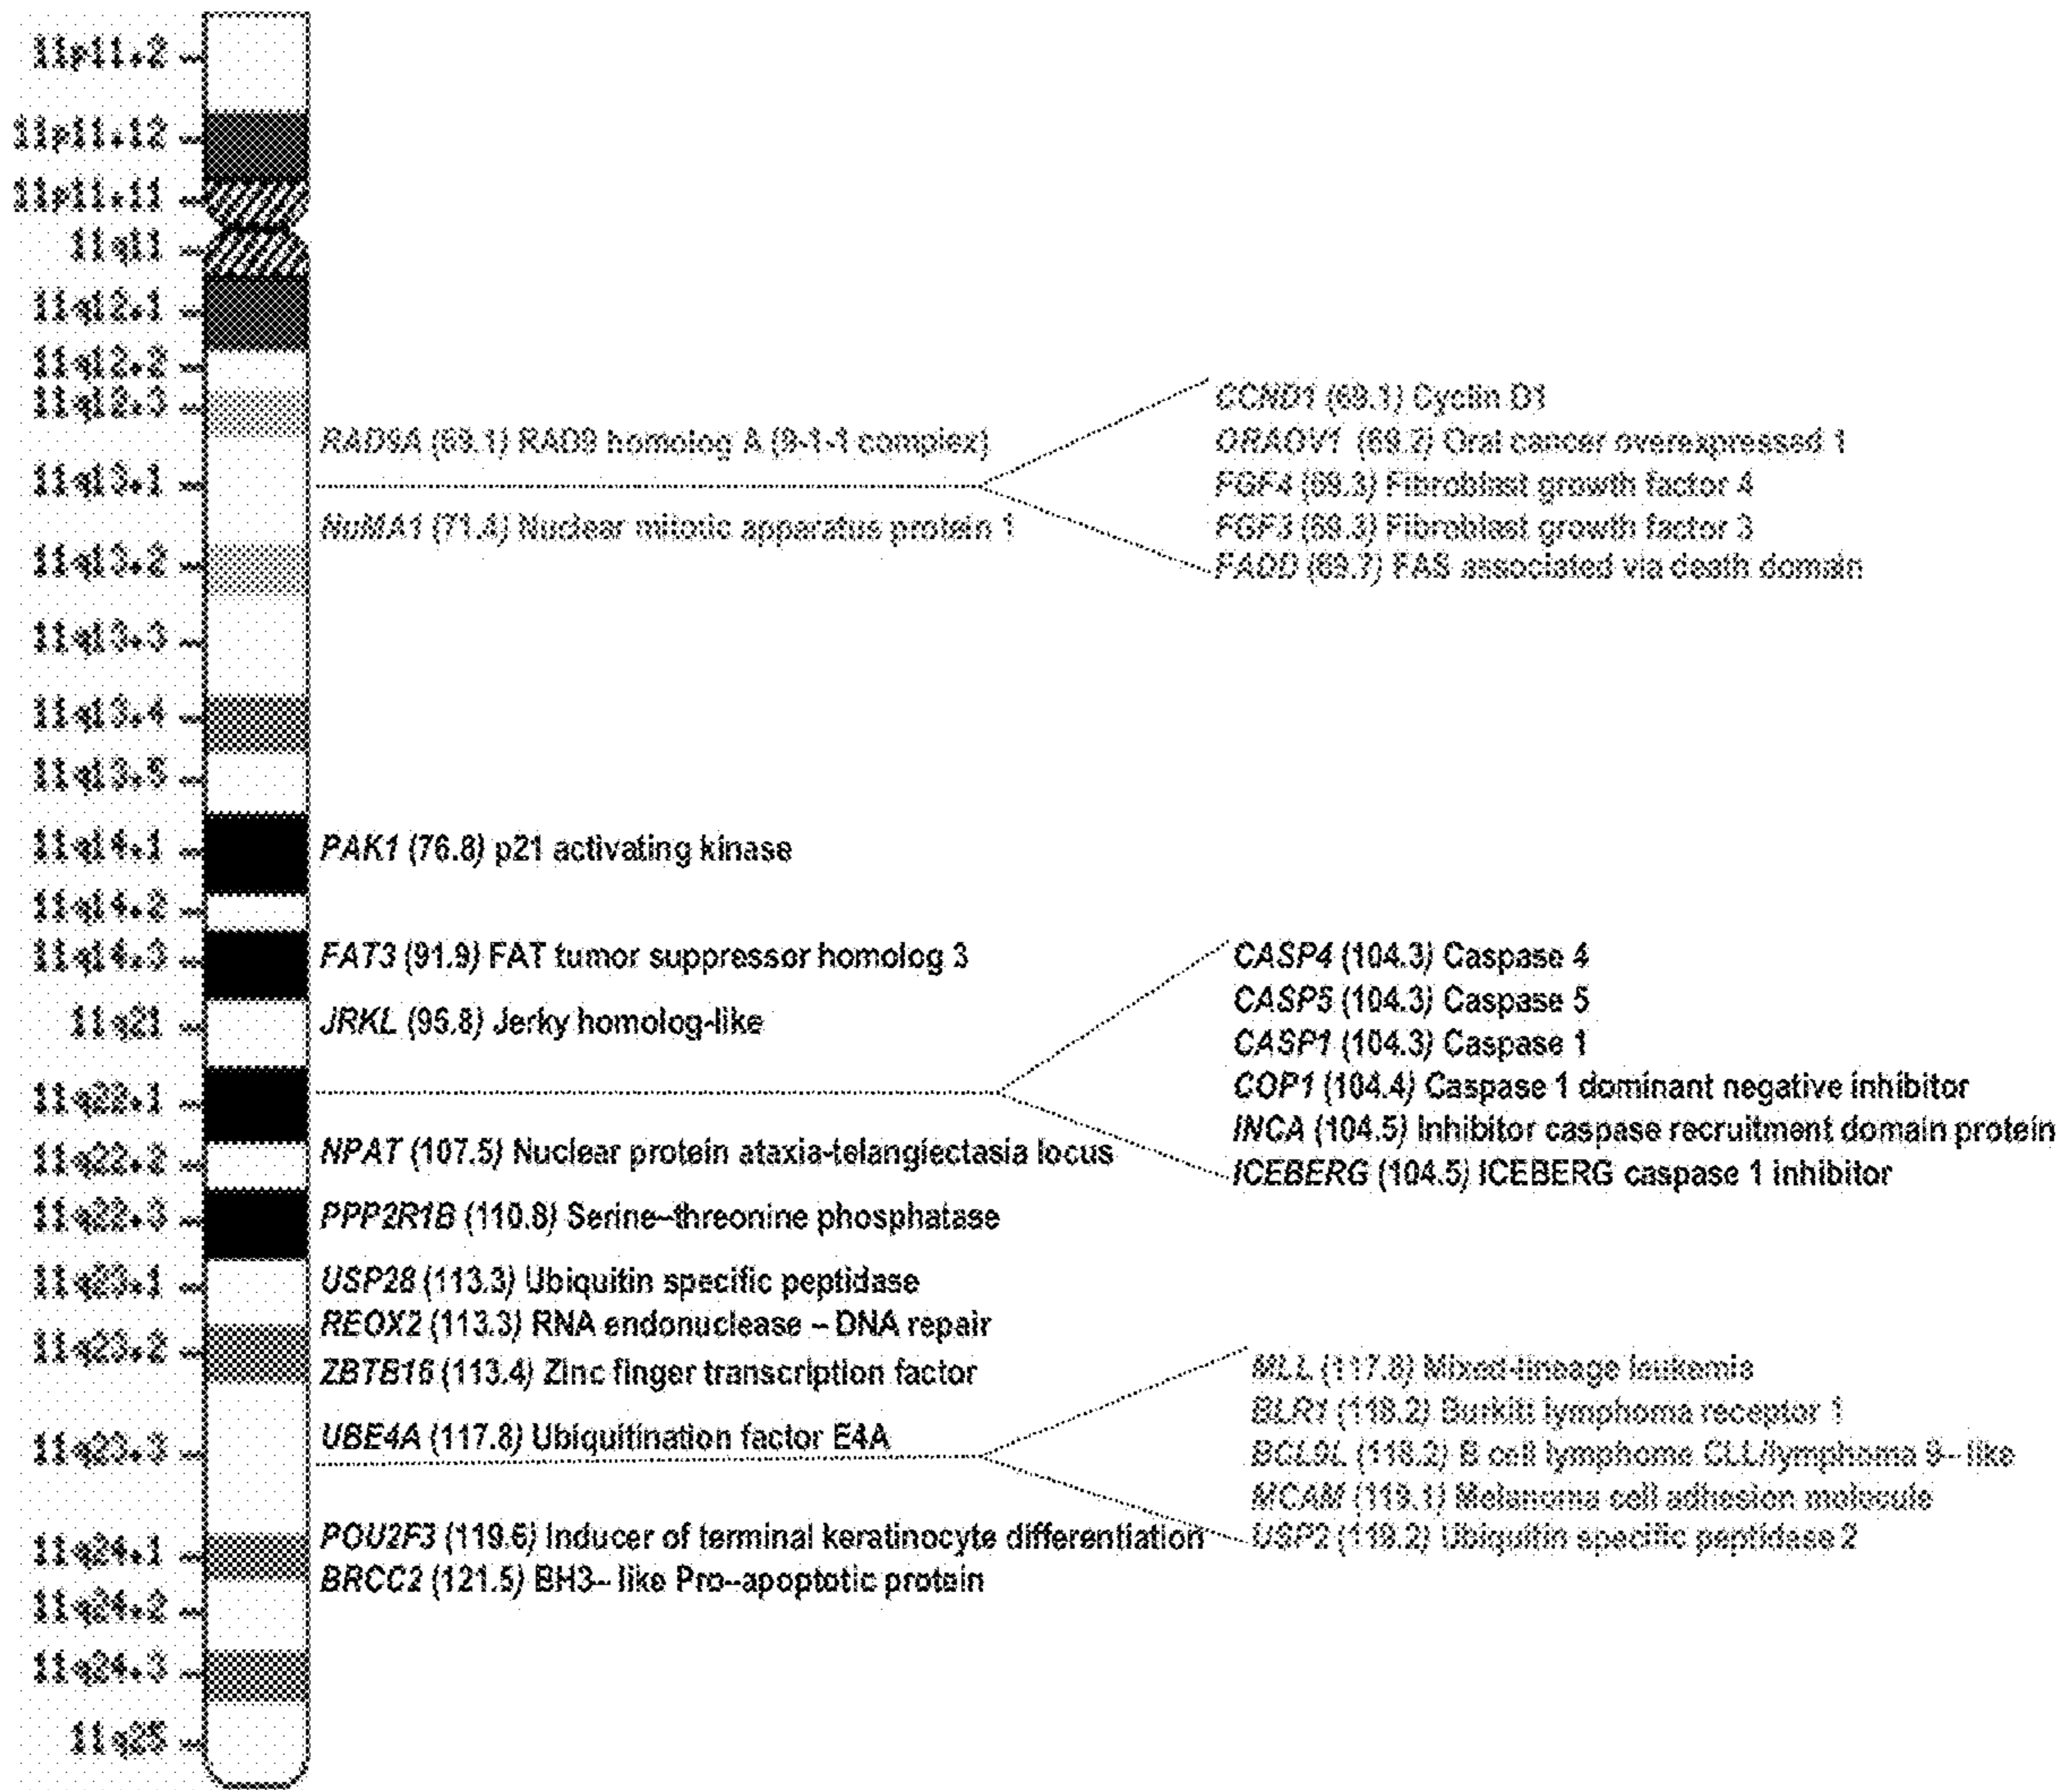 11p11.2
11p11.12
11p11.11
11q11
11q12.1
11q12.2
11q12.3
11q13.1
11q13.2
11q13.3
11q13.4
11q13.5
11q14.1
11q14.2
11q14.3
11q21
11q22.1
11q22.2
11q22.3
11q23.1
11q23.2
11q23.3
11q24.1
11q24.2
11q24.3
11q25
RAD9A (63.1) RAD9 homolog A (9-1-1 complex)
NuMA1 (71.4) Nuclear mitotic apparatus protein 1
CCND1 (69.1) Cyclin D1
ORAOV1 (69.2) Oral cancer overexpressed 1
FGF4 (69.3) Fibroblast growth factor 4
FGF3 (69.3) Fibroblast growth factor 3
FADD (69.7) FAS associated via death domain
PAK1 (76.8) p21 activating kinase
FAT3 (91.9) FAT tumor suppressor homolog 3
JRKL (95.8) Jerky homolog-like
CASP4 (104.3) Caspase 4
CASP5 (104.3) Caspase 5
CASP1 (104.3) Caspase 1
COP1 (104.4) Caspase 1 dominant negative inhibitor
INCA (104.5) Inhibitor caspase recruitment domain protein
ICEBERG (104.5) ICEBERG caspase 1 inhibitor
NPAT (107.5) Nuclear protein ataxia-telangiectasia locus
PPP2R1B (110.8) Serine–threonine phosphatase
USP28 (113.3) Ubiquitin specific peptidase
REOX2 (113.3) RNA endonuclease – DNA repair
ZBTB16 (113.4) Zinc finger transcription factor
UBE4A (117.8) Ubiquitination factor E4A
MLL (117.8) Mixed-lineage leukemia
BLR1 (118.2) Burkitt lymphoma receptor 1
BCL9L (118.2) B cell lymphome CLL/lymphoma 9– like
MCAM (119.1) Melanoma cell adhesion molecule
USP2 (119.2) Ubiquitin specific peptidase 2
POU2F3 (119.6) Inducer of terminal keratinocyte differentiation
BRCC2 (121.5) BH3– like Pro–apoptotic protein